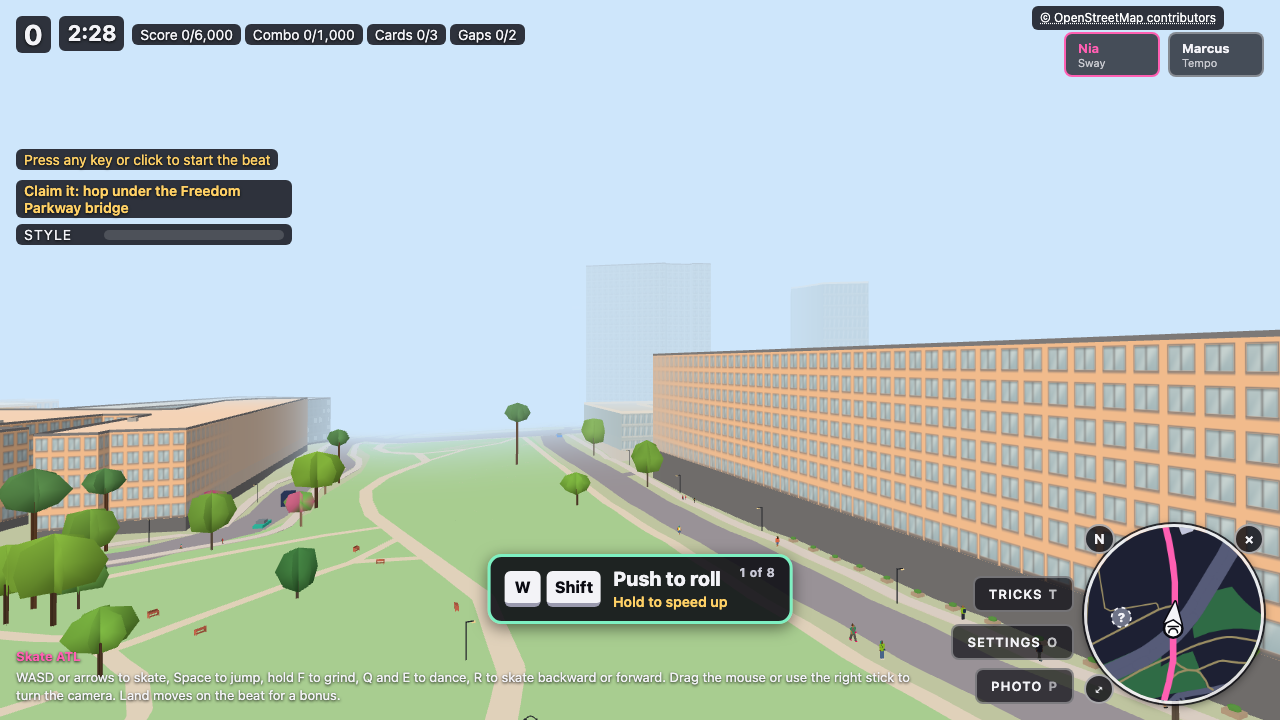 0
2:28
Score 0/6,000
Combo 0/1,000
Cards 0/3
Gaps 0/2
© OpenStreetMap contributors
Nia
Sway
Marcus
Tempo
Press any key or click to start the beat
Claim it: hop under the Freedom
Parkway bridge
STYLE
W
Shift
Push to roll
1 of 8
Hold to speed up
N
×
?
TRICKS T
SETTINGS O
PHOTO P
Skate ATL
WASD or arrows to skate, Space to jump, hold F to grind, Q and E to dance, R to skate backward or forward. Drag the mouse or use the right stick to
turn the camera. Land moves on the beat for a bonus.